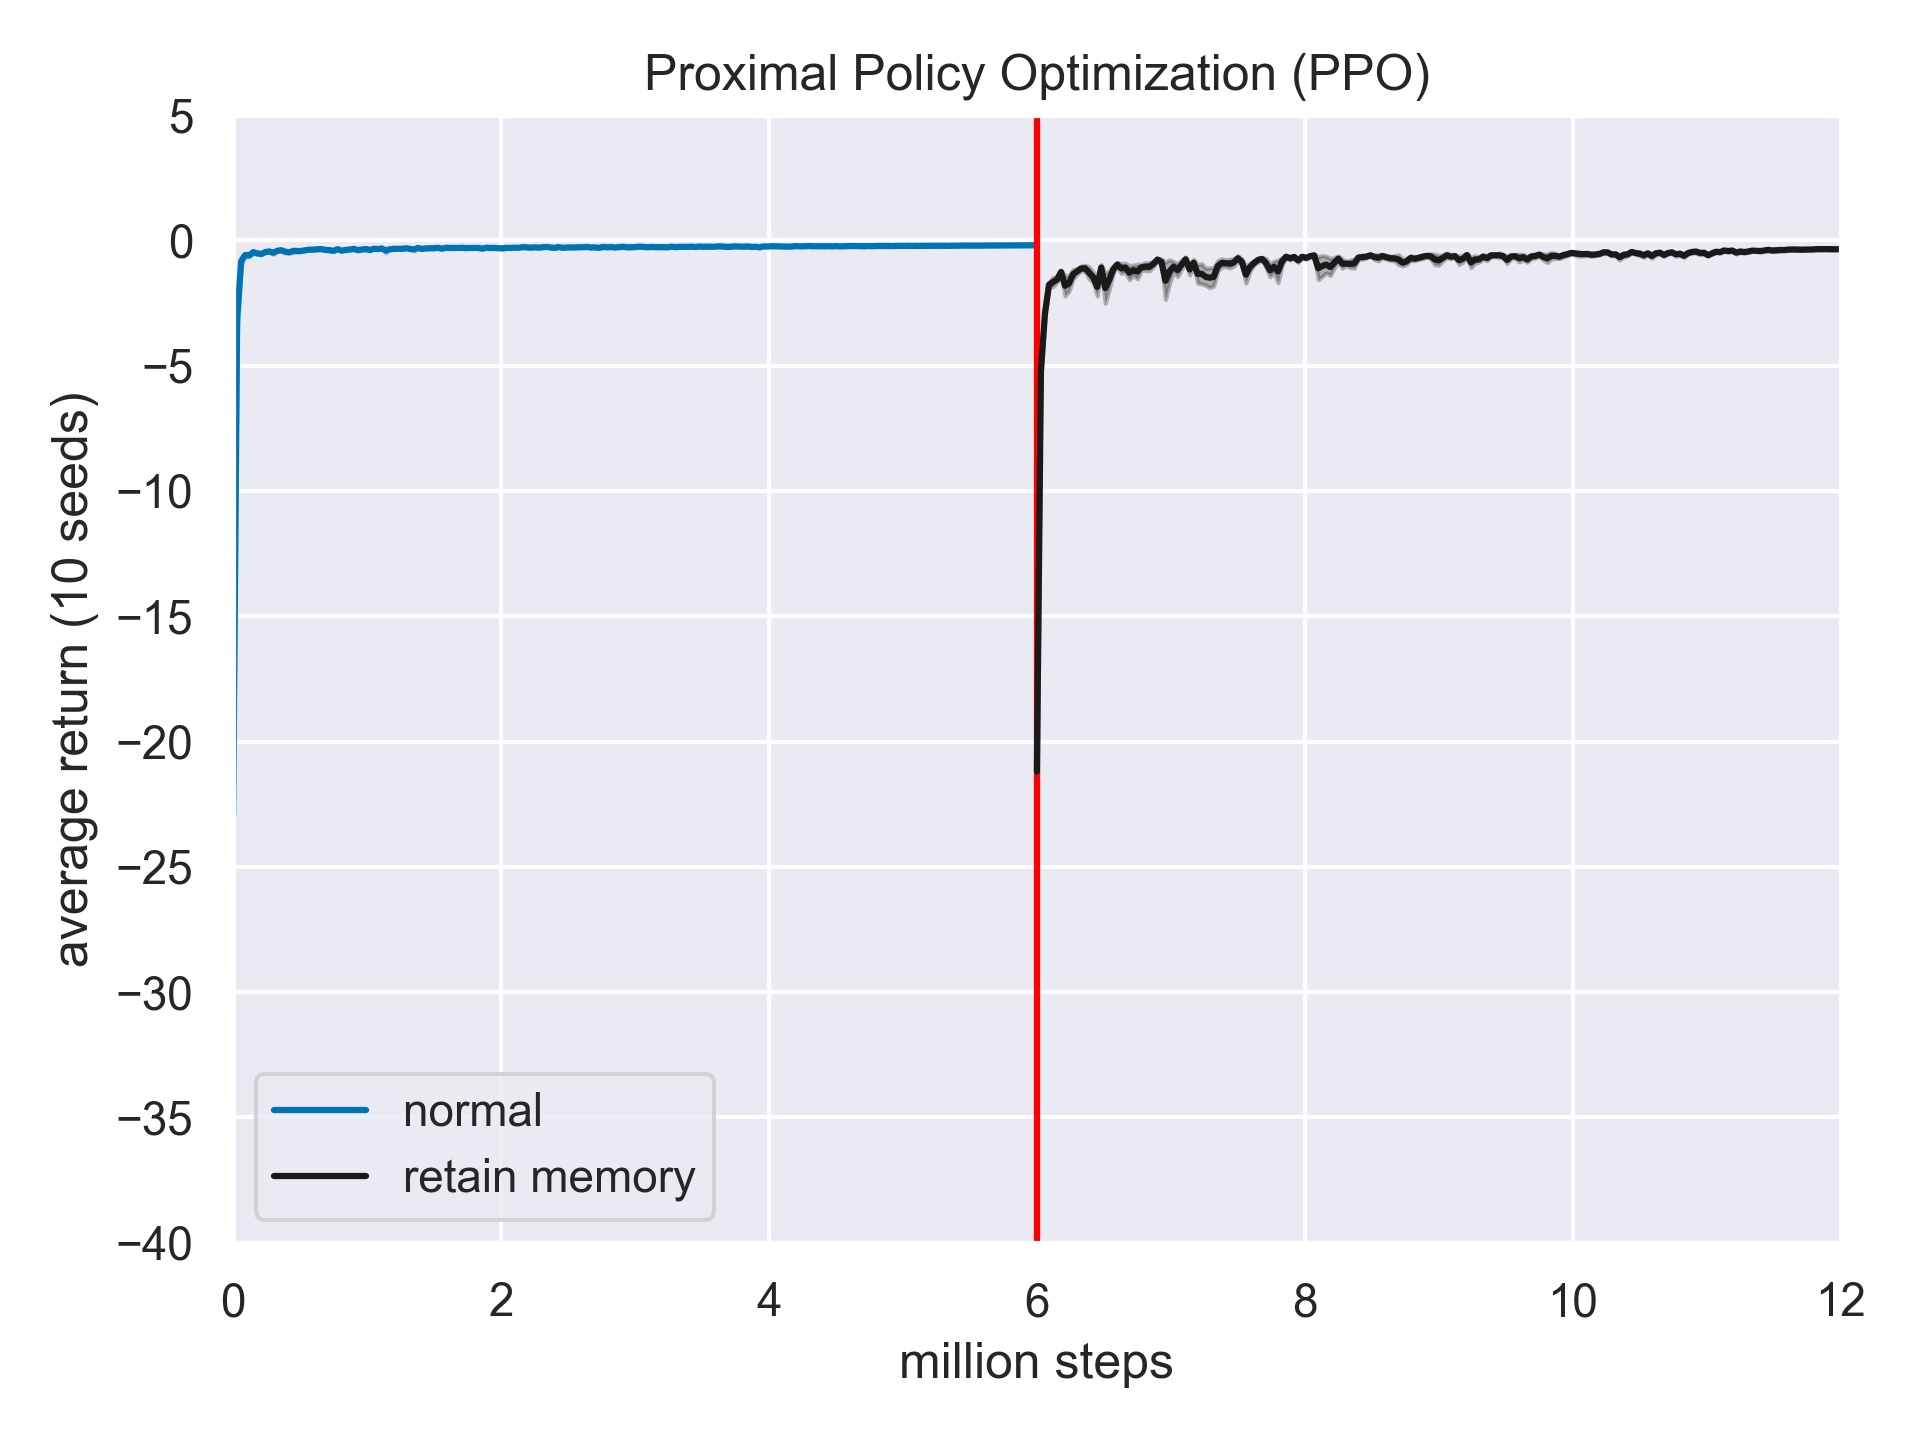 Proximal Policy Optimization (PPO)
5
0
−5
−10
−15
−20
−25
−30
−35
−40
average return (10 seeds)
normal
retain memory
0 2 4 6 8 10 12
million steps